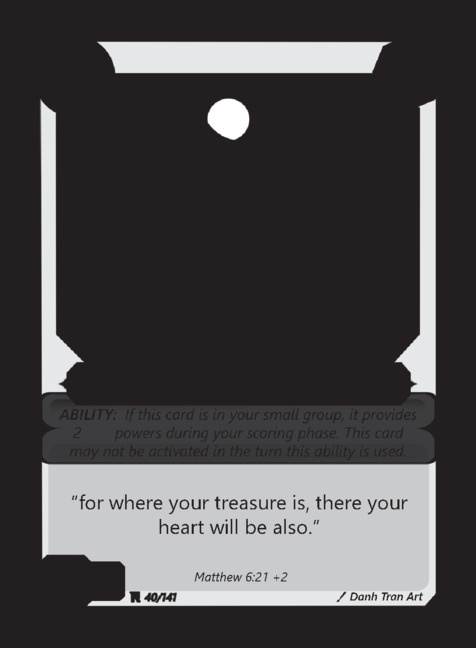 ABILITY: If this card is in your small group, it provides
2 powers during your scoring phase. This card
may not be activated in the turn this ability is used.
"for where your treasure is, there your
heart will be also."
Matthew 6:21 +2
R 40/141
Danh Tran Art